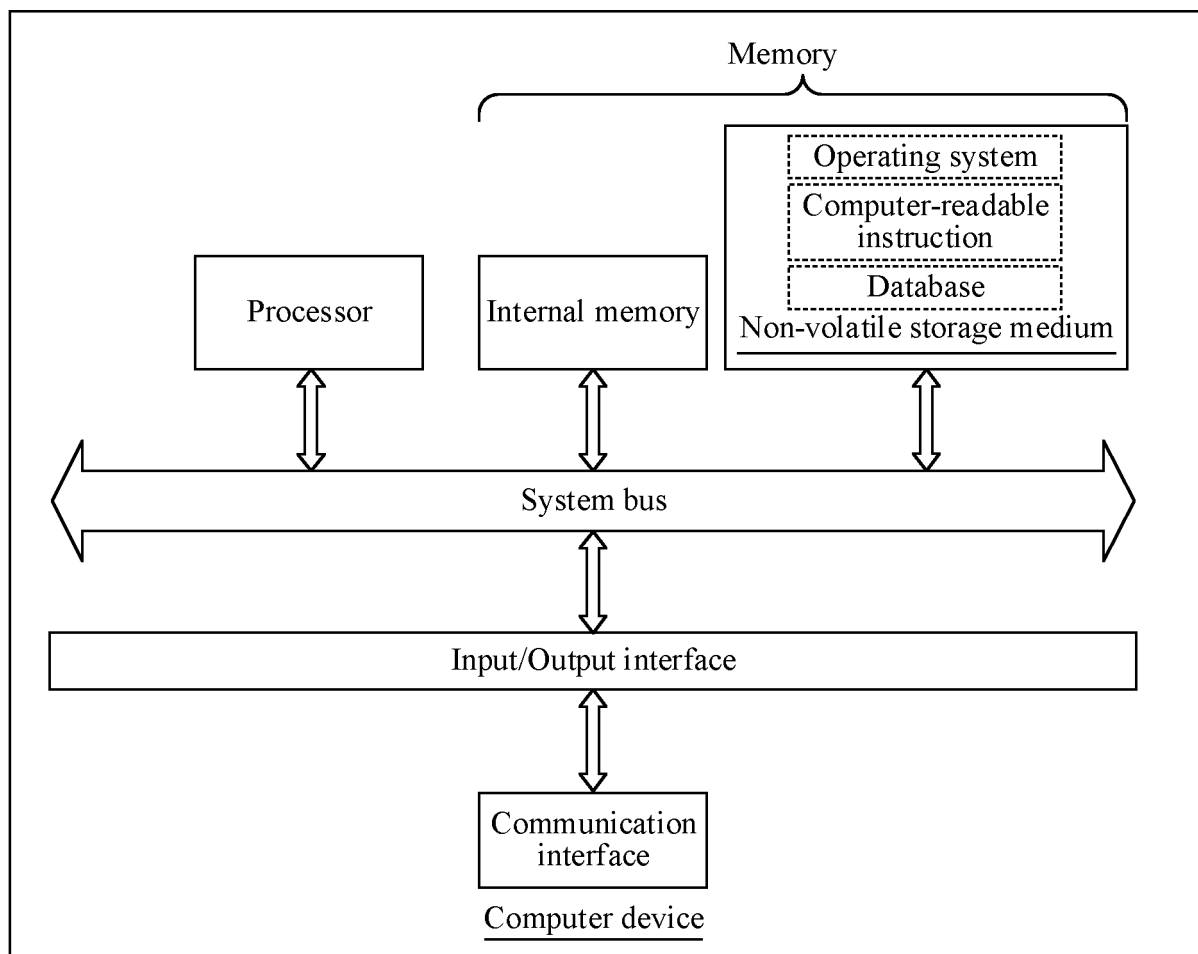 Memory
Operating system
Computer-readable
instruction
Database
Non-volatile storage medium
Processor
Internal memory
System bus
Input/Output interface
Communication
interface
Computer device